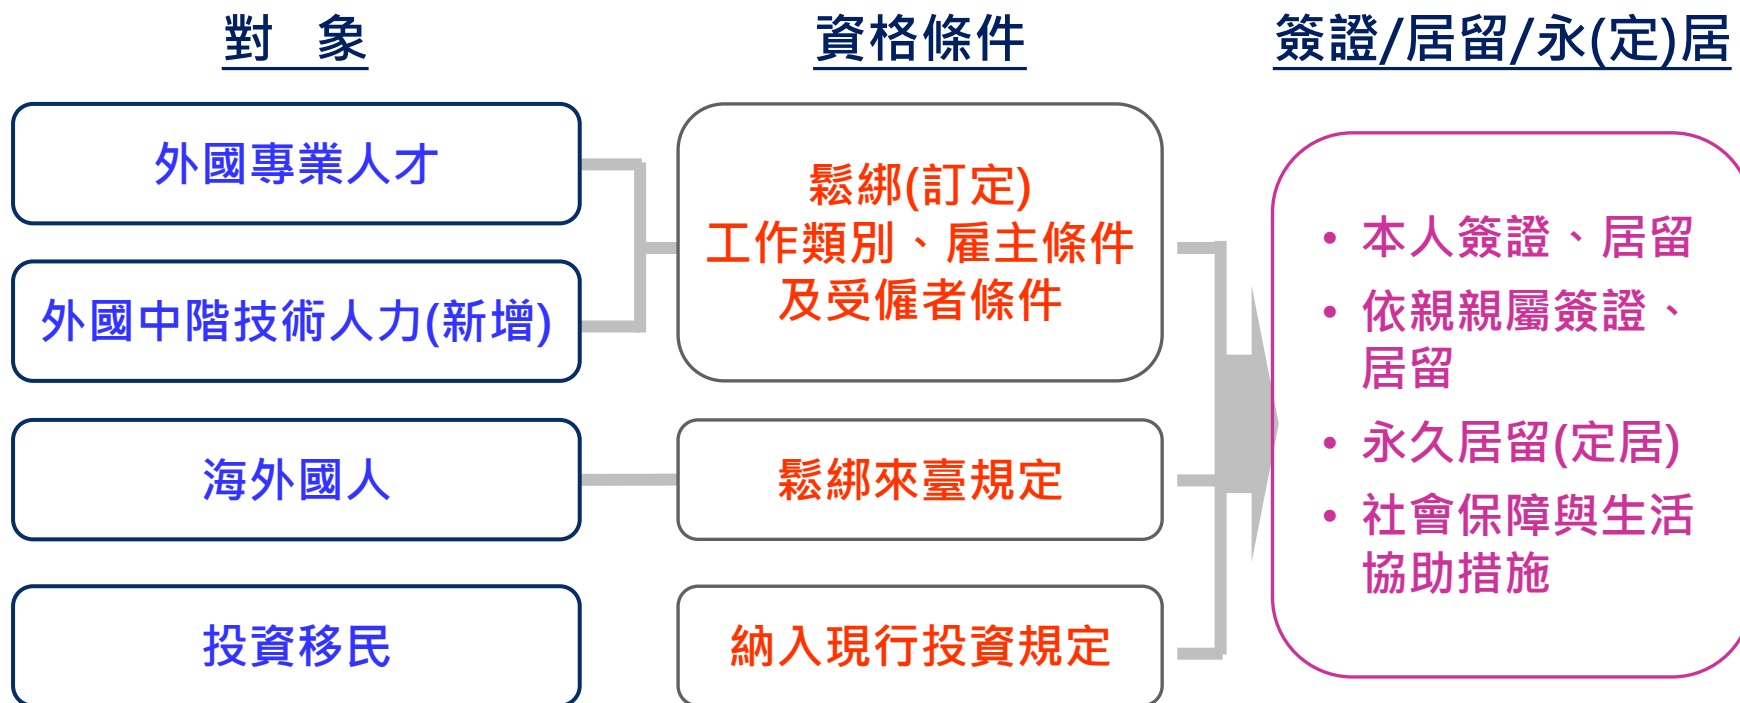 對　象
資格條件
簽證/居留/永(定)居
外國專業人才
外國中階技術人力(新增)
海外國人
投資移民
鬆綁(訂定)
工作類別、雇主條件
及受僱者條件
鬆綁來臺規定
納入現行投資規定
• 本人簽證、居留
• 依親親屬簽證、
居留
• 永久居留(定居)
• 社會保障與生活
協助措施